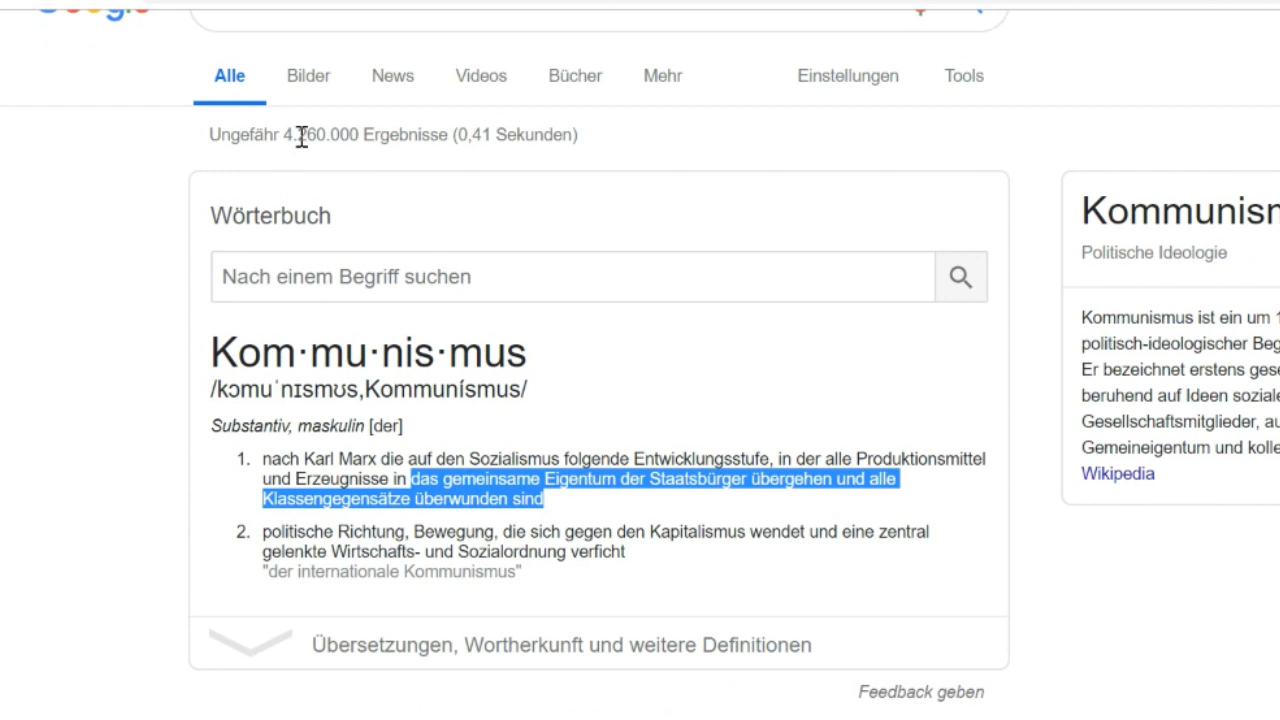 Alle Bilder News Videos Bücher Mehr Einstellungen Tools
Ungefähr 4.260.000 Ergebnisse (0,41 Sekunden)
Wörterbuch
Nach einem Begriff suchen
Kom·mu·nis·mus
/kɔmuˈnɪsmʊs,Kommunísmus/
Substantiv, maskulin [der]
1. nach Karl Marx die auf den Sozialismus folgende Entwicklungsstufe, in der alle Produktionsmittel
und Erzeugnisse in das gemeinsame Eigentum der Staatsbürger übergehen und alle
Klassengegensätze überwunden sind
2. politische Richtung, Bewegung, die sich gegen den Kapitalismus wendet und eine zentral
gelenkte Wirtschafts- und Sozialordnung verficht
"der internationale Kommunismus"
Übersetzungen, Wortherkunft und weitere Definitionen
Feedback geben
Kommunism
Politische Ideologie
Kommunismus ist ein um 1
politisch-ideologischer Beg
Er bezeichnet erstens gese
beruhend auf Ideen soziale
Gesellschaftsmitglieder, au
Gemeineigentum und kolle
Wikipedia